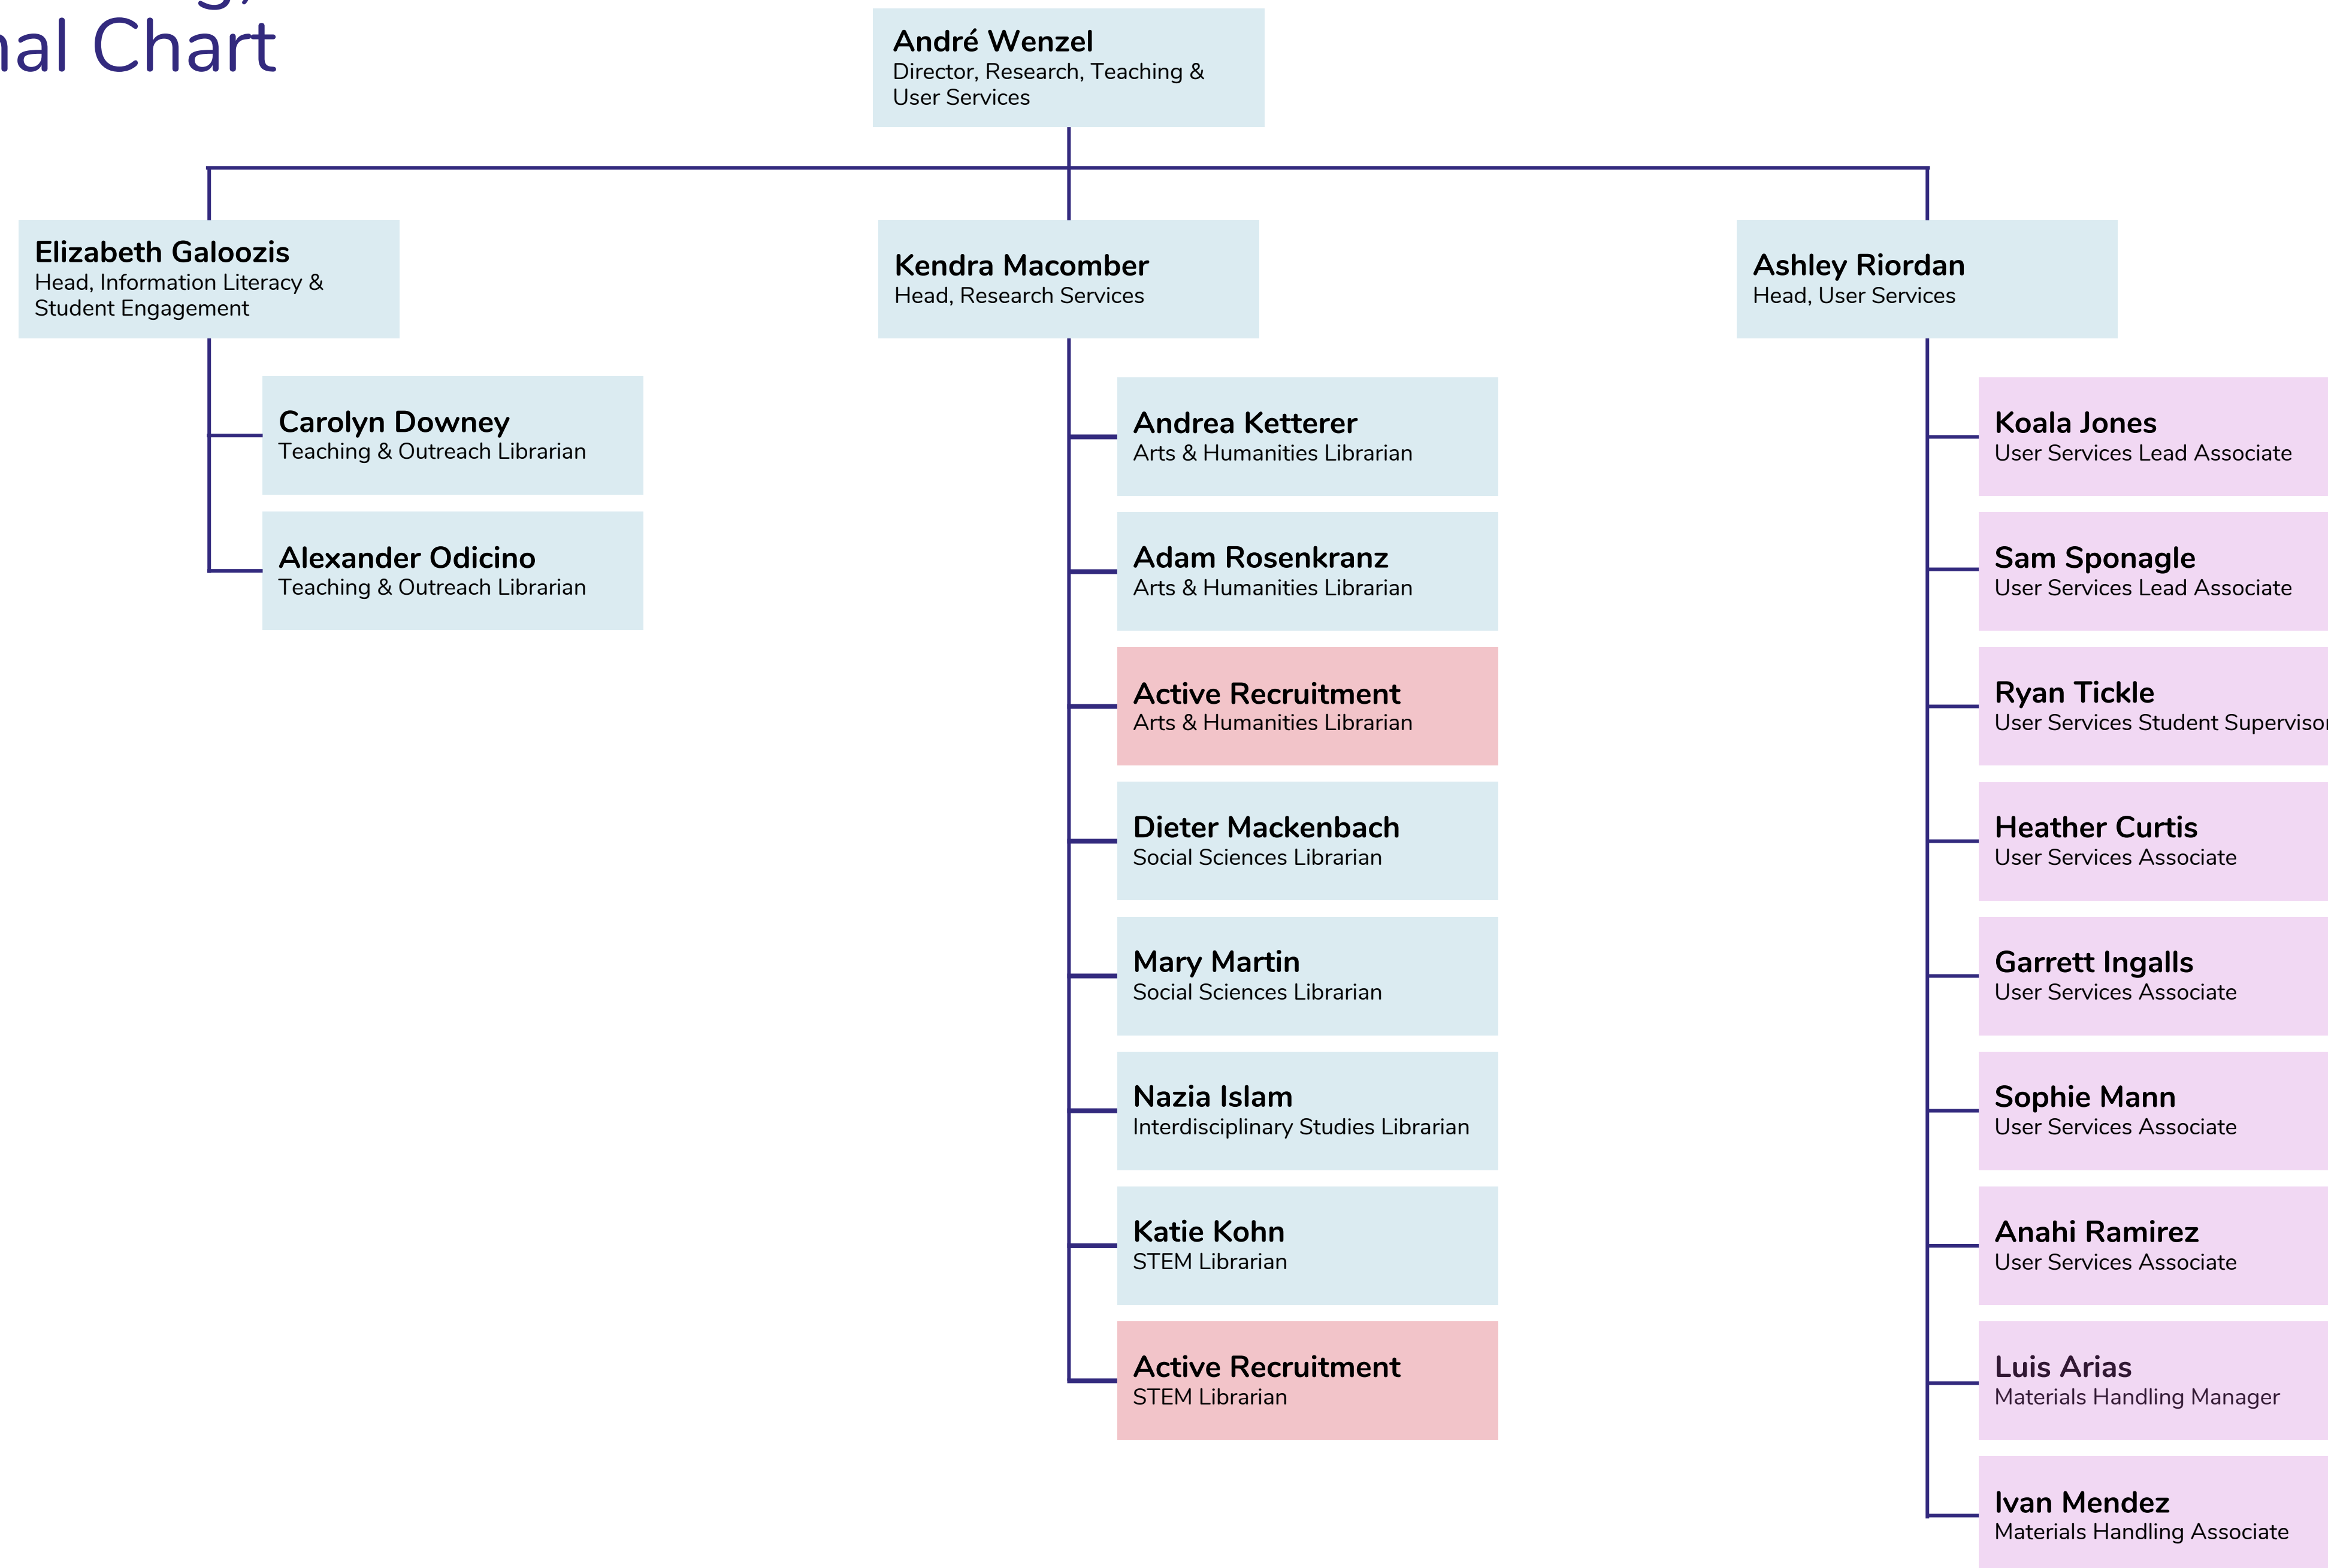 nal Chart
André Wenzel
Director, Research, Teaching &
User Services
Elizabeth Galoozis
Head, Information Literacy &
Student Engagement
Carolyn Downey
Teaching & Outreach Librarian
Alexander Odicino
Teaching & Outreach Librarian
Kendra Macomber
Head, Research Services
Andrea Ketterer
Arts & Humanities Librarian
Adam Rosenkranz
Arts & Humanities Librarian
Active Recruitment
Arts & Humanities Librarian
Dieter Mackenbach
Social Sciences Librarian
Mary Martin
Social Sciences Librarian
Nazia Islam
Interdisciplinary Studies Librarian
Katie Kohn
STEM Librarian
Active Recruitment
STEM Librarian
Ashley Riordan
Head, User Services
Koala Jones
User Services Lead Associate
Sam Sponagle
User Services Lead Associate
Ryan Tickle
User Services Student Supervisor
Heather Curtis
User Services Associate
Garrett Ingalls
User Services Associate
Sophie Mann
User Services Associate
Anahi Ramirez
User Services Associate
Luis Arias
Materials Handling Manager
Ivan Mendez
Materials Handling Associate